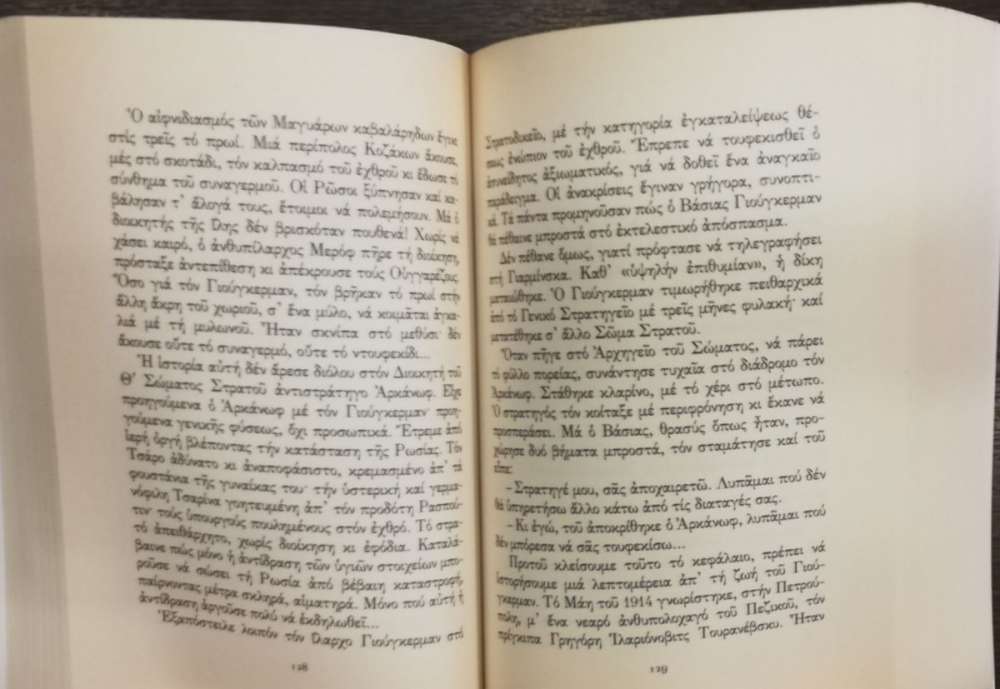 Ὁ αἰφνιδιασμός τῶν Μαγυάρων καβαλάρηδων ἔγινε
στίς τρεῖς τό πρωί. Μιά περίπολος Κοζάκων ἄκουσε,
μές στό σκοτάδι, τόν καλπασμό τοῦ ἐχθροῦ κι ἔδωσε τό
σύνθημα τοῦ συναγερμοῦ. Οἱ Ρῶσοι ξύπνησαν καί κα-
βάλησαν τ᾽ ἄλογά τους, ἕτοιμοι νά πολεμήσουν. Μά ὁ
διοικητής τῆς ἴλης δέν βρισκόταν πουθενά! Χωρίς νά
χάσει καιρό, ὁ ἀνθυπίλαρχος Μερόφ πῆρε τή διοίκηση,
πρόσταξε ἀντεπίθεση κι ἀπέκρουσε τούς Οὑγγαρέζους.
Ὅσο γιά τόν Γιούγκερμαν, τόν βρῆκαν τό πρωί στήν
ἄλλη ἄκρη τοῦ χωριοῦ, σ᾽ ἕνα μύλο, νά κοιμᾶται ἀγκα-
λιά μέ τή μυλωνοῦ. Ἦταν σκνίπα στό μεθύσι· δέν
ἄκουσε οὔτε τό συναγερμό, οὔτε τό ντουφεκίδι...
Ἡ ἱστορία αὐτή δέν ἄρεσε διόλου στόν Διοικητή τοῦ
Θ᾽ Σώματος Στρατοῦ ἀντιστράτηγο Ἀρκάνωφ. Εἶχε
προηγούμενα ὁ Ἀρκάνωφ μέ τόν Γιούγκερμαν· προη-
γούμενα γενικῆς φύσεως, ὄχι προσωπικά. Ἔτρεμε ἀπό
ἱερή ὀργή βλέποντας τήν κατάσταση τῆς Ρωσίας. Τόν
Τσάρο ἀδύνατο κι ἀναποφάσιστο, κρεμασμένο ἀπ᾽ τά
φουστάνια τῆς γυναίκας του· τήν ὑστερική καί γερμα-
νόφιλη Τσαρίνα γοητευμένη ἀπ᾽ τόν προδότη Ρασπού-
τιν· τούς ὑπουργούς πουλημένους στόν ἐχθρό. Τό στρα-
τό ἀπειθάρχητο, χωρίς διοίκηση κι ἐφόδια. Καταλά-
βαινε πώς μόνο ἡ ἀντίδραση τῶν ὑγιῶν στοιχείων μπο-
ροῦσε νά σώσει τή Ρωσία ἀπό βέβαιη καταστροφή,
παίρνοντας μέτρα σκληρά, αἱματηρά. Μόνο πού αὐτή ἡ
ἀντίδραση ἀργοῦσε πολύ νά ἐκδηλωθεῖ...
Ἐξαπόστειλε λοιπόν τόν ἴλαρχο Γιούγκερμαν στό
128
Στρατοδικεῖο, μέ τήν κατηγορία ἐγκαταλείψεως θέ-
σεως ἐνώπιον τοῦ ἐχθροῦ. Ἔπρεπε νά τουφεκισθεῖ ὁ
ἀσυνείδητος ἀξιωματικός, γιά νά δοθεῖ ἕνα ἀναγκαῖο
παράδειγμα. Οἱ ἀνακρίσεις ἔγιναν γρήγορα, συνοπτι-
κά. Τά πάντα προμηνοῦσαν πώς ὁ Βάσιας Γιούγκερμαν
θά πέθαινε μπροστά στό ἐκτελεστικό ἀπόσπασμα.
Δέν πέθανε ὅμως, γιατί πρόφτασε νά τηλεγραφήσει
στή Γιαρμίνσκα. Καθ᾽ «ὑψηλήν ἐπιθυμίαν», ἡ δίκη
ματαιώθηκε. Ὁ Γιούγκερμαν τιμωρήθηκε πειθαρχικά
ἀπό τό Γενικό Στρατηγεῖο μέ τρεῖς μῆνες φυλακή· καί
μετατέθηκε σ᾽ ἄλλο Σῶμα Στρατοῦ.
Ὅταν πῆγε στό Ἀρχηγεῖο τοῦ Σώματος, νά πάρει
τό φύλλο πορείας, συνάντησε τυχαῖα στό διάδρομο τόν
Ἀρκάνωφ. Στάθηκε κλαρίνο, μέ τό χέρι στό μέτωπο.
Ὁ στρατηγός τόν κοίταξε μέ περιφρόνηση κι ἔκανε νά
προσπεράσει. Μά ὁ Βάσιας, θρασύς ὅπως ἦταν, προ-
χώρησε δυό βήματα μπροστά, τόν σταμάτησε καί τοῦ
εἶπε:
– Στρατηγέ μου, σᾶς ἀποχαιρετῶ. Λυπᾶμαι πού δέν
θά ὑπηρετήσω ἄλλο κάτω ἀπό τίς διαταγές σας.
– Κι ἐγώ, τοῦ ἀποκρίθηκε ὁ Ἀρκάνωφ, λυπᾶμαι πού
δέν μπόρεσα νά σᾶς τουφεκίσω...
Προτοῦ κλείσουμε τοῦτο τό κεφάλαιο, πρέπει νά
ἱστορήσουμε μιά λεπτομέρεια ἀπ᾽ τή ζωή τοῦ Γιού-
γκερμαν. Τό Μάη τοῦ 1914 γνωρίστηκε, στήν Πετρού-
πολη, μ᾽ ἕνα νεαρό ἀνθυπολοχαγό τοῦ Πεζικοῦ, τόν
πρίγκιπα Γρηγόρη Ἰλαριόνοβιτς Τουρανέβσκυ. Ἦταν
129